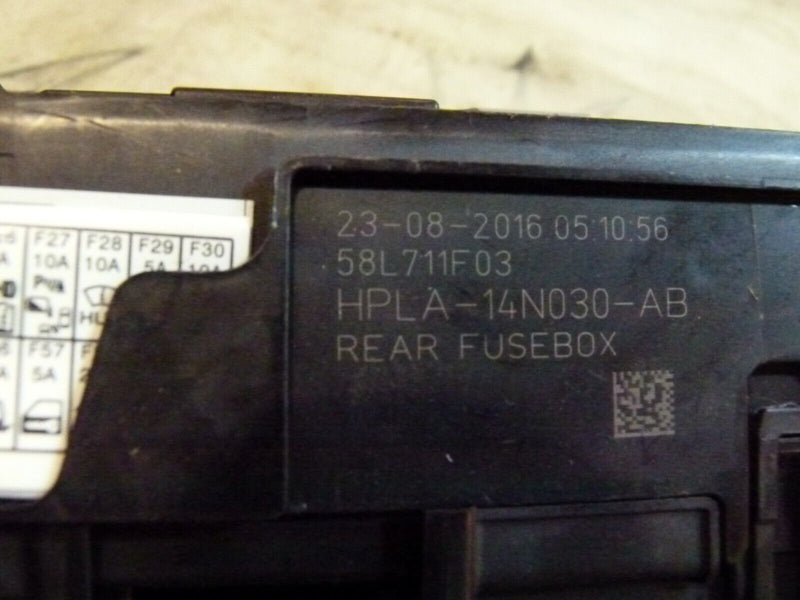 23-08-2016 05:10:56
58L711F03
HPLA-14N030-AB
REAR FUSEBOX
F27 F28 F29 F30
10A 10A 5A 10A
F57
5A